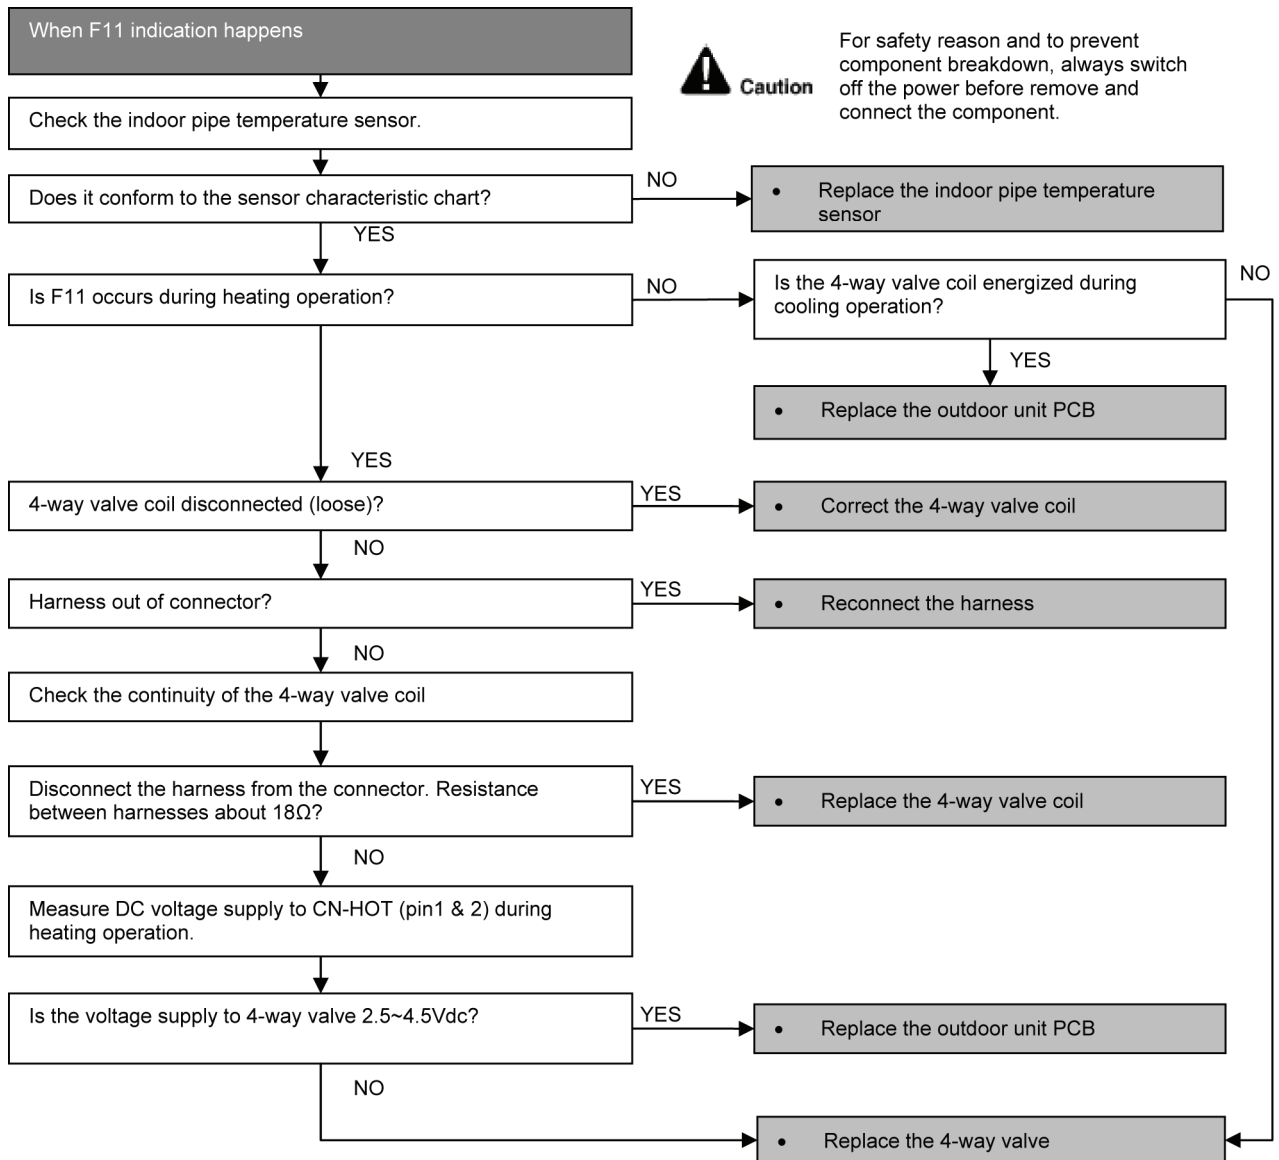 When F11 indication happens
Caution
For safety reason and to prevent
component breakdown, always switch
off the power before remove and
connect the component.
Check the indoor pipe temperature sensor.
Does it conform to the sensor characteristic chart?
NO
• Replace the indoor pipe temperature
sensor
YES
Is F11 occurs during heating operation?
NO
Is the 4-way valve coil energized during
cooling operation?
NO
YES
• Replace the outdoor unit PCB
YES
4-way valve coil disconnected (loose)?
YES
• Correct the 4-way valve coil
NO
Harness out of connector?
YES
• Reconnect the harness
NO
Check the continuity of the 4-way valve coil
Disconnect the harness from the connector. Resistance
between harnesses about 18Ω?
YES
• Replace the 4-way valve coil
NO
Measure DC voltage supply to CN-HOT (pin1 & 2) during
heating operation.
Is the voltage supply to 4-way valve 2.5~4.5Vdc?
YES
• Replace the outdoor unit PCB
NO
• Replace the 4-way valve